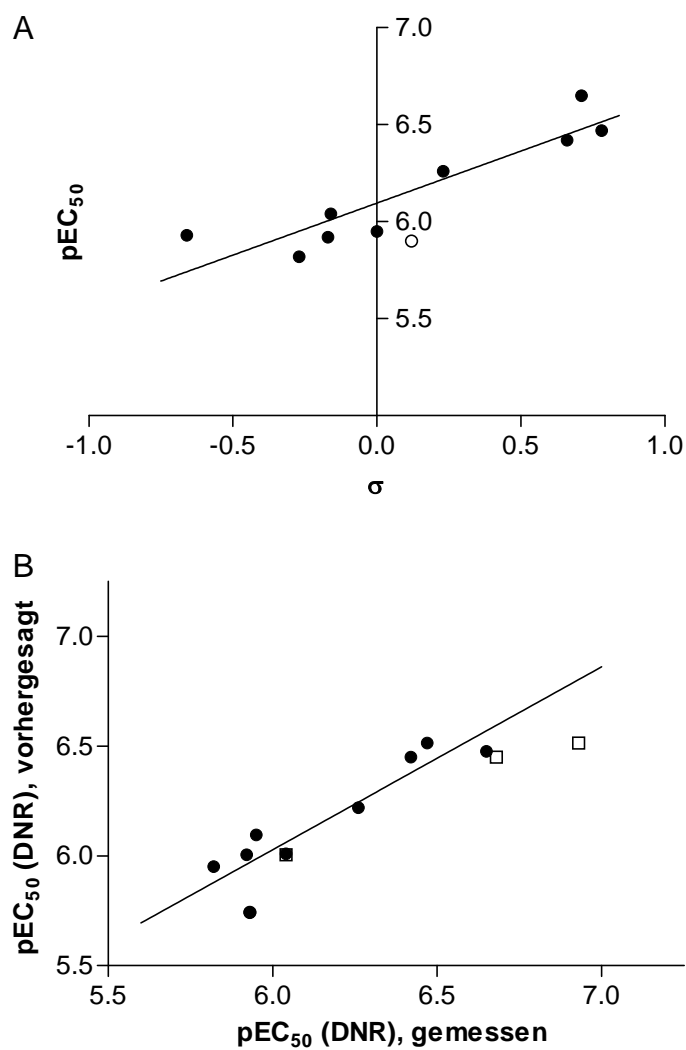 A
7.0
6.5
6.0
5.5
pEC₅₀
-1.0 -0.5 0.0 0.5 1.0
σ
B
7.0
6.5
6.0
5.5
pEC₅₀ (DNR), vorhergesagt
5.5 6.0 6.5 7.0
pEC₅₀ (DNR), gemessen